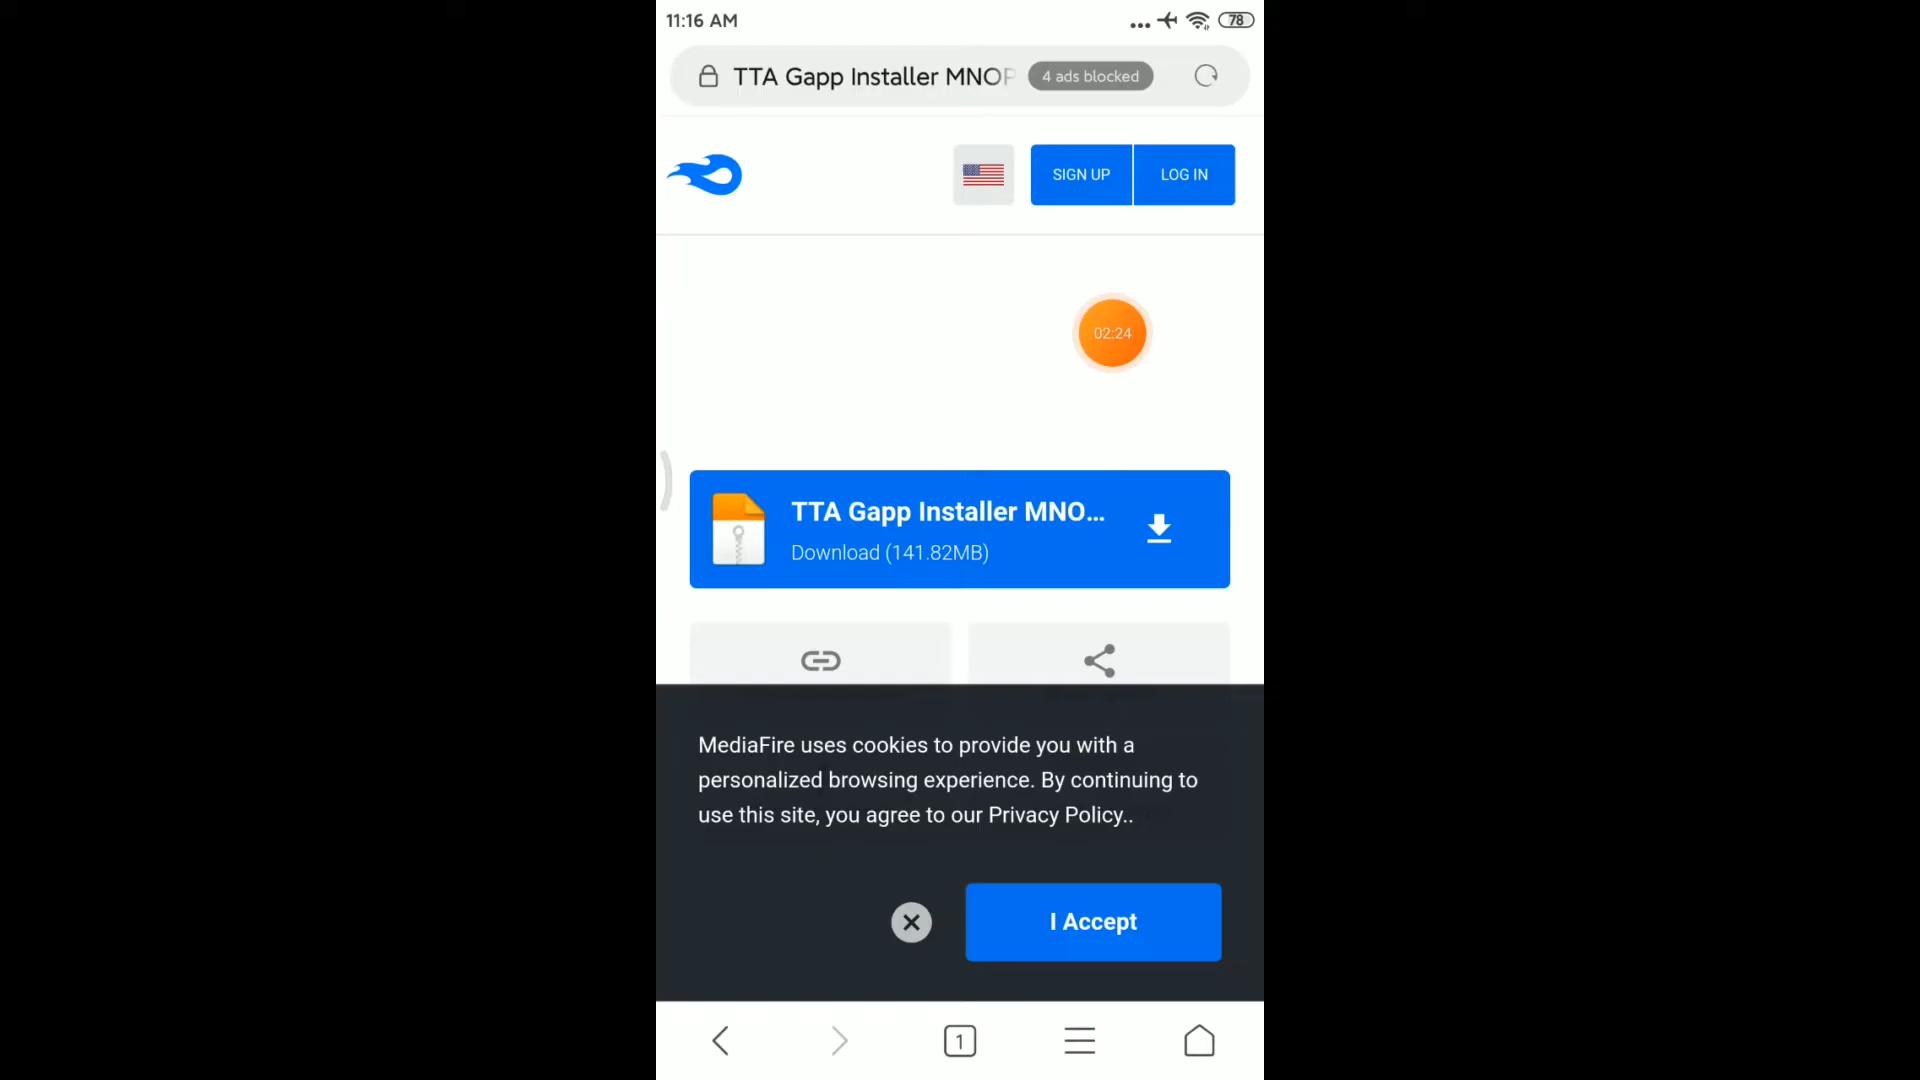 11:16 AM
78
TTA Gapp Installer MNOP
4 ads blocked
SIGN UP
LOG IN
02:24
TTA Gapp Installer MNO...
Download (141.82MB)
MediaFire uses cookies to provide you with a
personalized browsing experience. By continuing to
use this site, you agree to our Privacy Policy..
I Accept
1